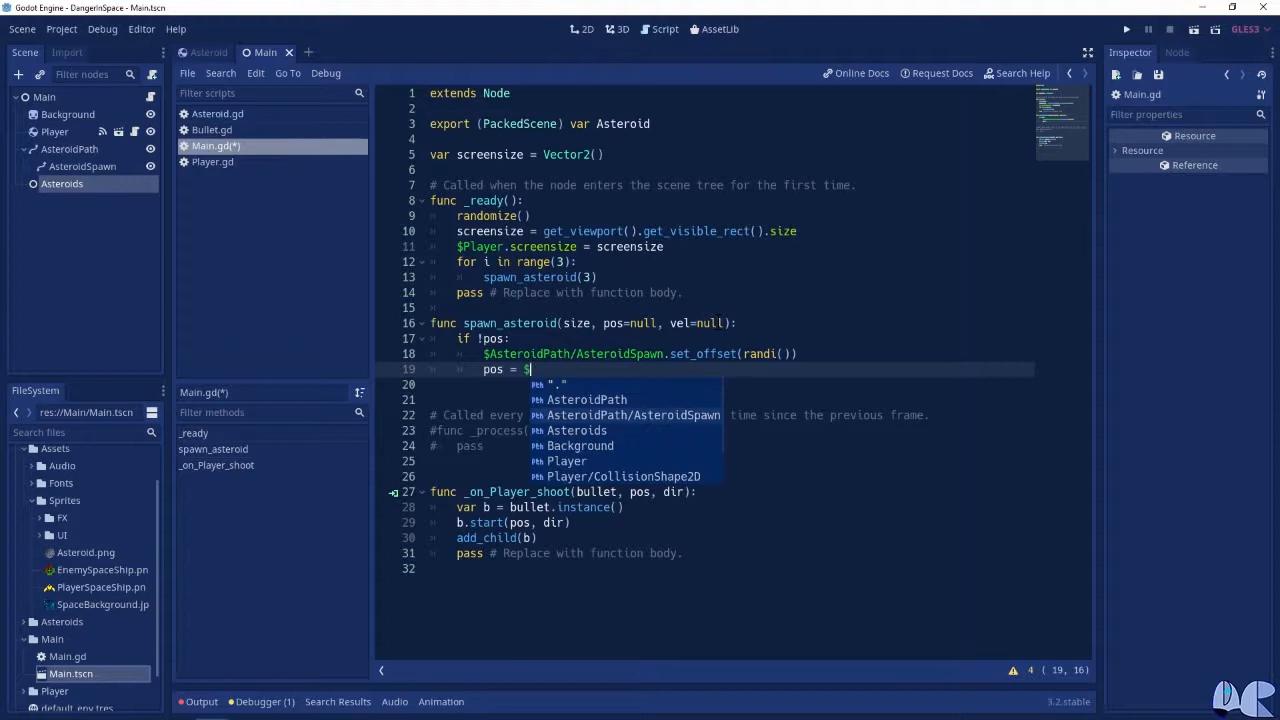 Godot Engine - DangerInSpace - Main.tscn
Scene Project Debug Editor Help
2D 3D Script AssetLib
GLES3
Scene Import
Filter nodes
Main
Background
Player
AsteroidPath
AsteroidSpawn
Asteroids
FileSystem
res://Main/Main.tscn
Search files
Assets
Audio
Fonts
Sprites
FX
UI
Asteroid.png
EnemySpaceShip.pn
PlayerSpaceShip.pn
SpaceBackground.jp
Asteroids
Main
Main.gd
Main.tscn
Player
default_env.tres
Asteroid Main
File Search Edit Go To Debug
Online Docs Request Docs Search Help
Filter scripts
Asteroid.gd
Bullet.gd
Main.gd(*)
Player.gd
Main.gd(*)
Filter methods
_ready
spawn_asteroid
_on_Player_shoot
1 extends Node
2
3 export (PackedScene) var Asteroid
4
5 var screensize = Vector2()
6
7 # Called when the node enters the scene tree for the first time.
8 func _ready():
9 randomize()
10 screensize = get_viewport().get_visible_rect().size
11 $Player.screensize = screensize
12 for i in range(3):
13 spawn_asteroid(3)
14 pass # Replace with function body.
15
16 func spawn_asteroid(size, pos=null, vel=null):
17 if !pos:
18 $AsteroidPath/AsteroidSpawn.set_offset(randi())
19 pos = $
20
21
22 # Called every time since the previous frame.
23 #func _process(
24 # pass
25
26
27 func _on_Player_shoot(bullet, pos, dir):
28 var b = bullet.instance()
29 b.start(pos, dir)
30 add_child(b)
31 pass # Replace with function body.
32
"."
AsteroidPath
AsteroidPath/AsteroidSpawn
Asteroids
Background
Player
Player/CollisionShape2D
4 ( 19, 16)
Output Debugger (1) Search Results Audio Animation
3.2.stable
Inspector Node
Main.gd
Filter properties
Resource
Resource
Reference